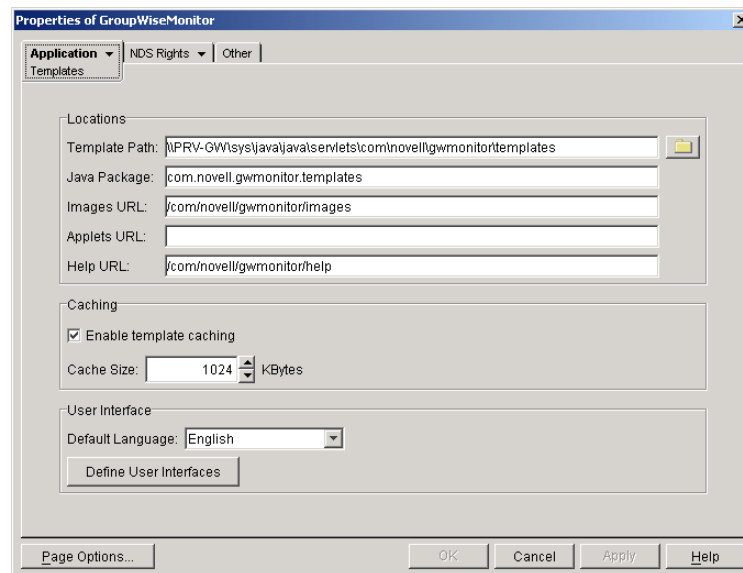 Properties of GroupWiseMonitor
Application NDS Rights Other
Templates
Locations
Template Path: \\PRV-GW\sys\java\java\servlets\com\novell\gwmonitor\templates
Java Package: com.novell.gwmonitor.templates
Images URL: /com/novell/gwmonitor/images
Applets URL:
Help URL: /com/novell/gwmonitor/help
Caching
Enable template caching
Cache Size: 1024 KBytes
User Interface
Default Language: English
Define User Interfaces
Page Options... OK Cancel Apply Help